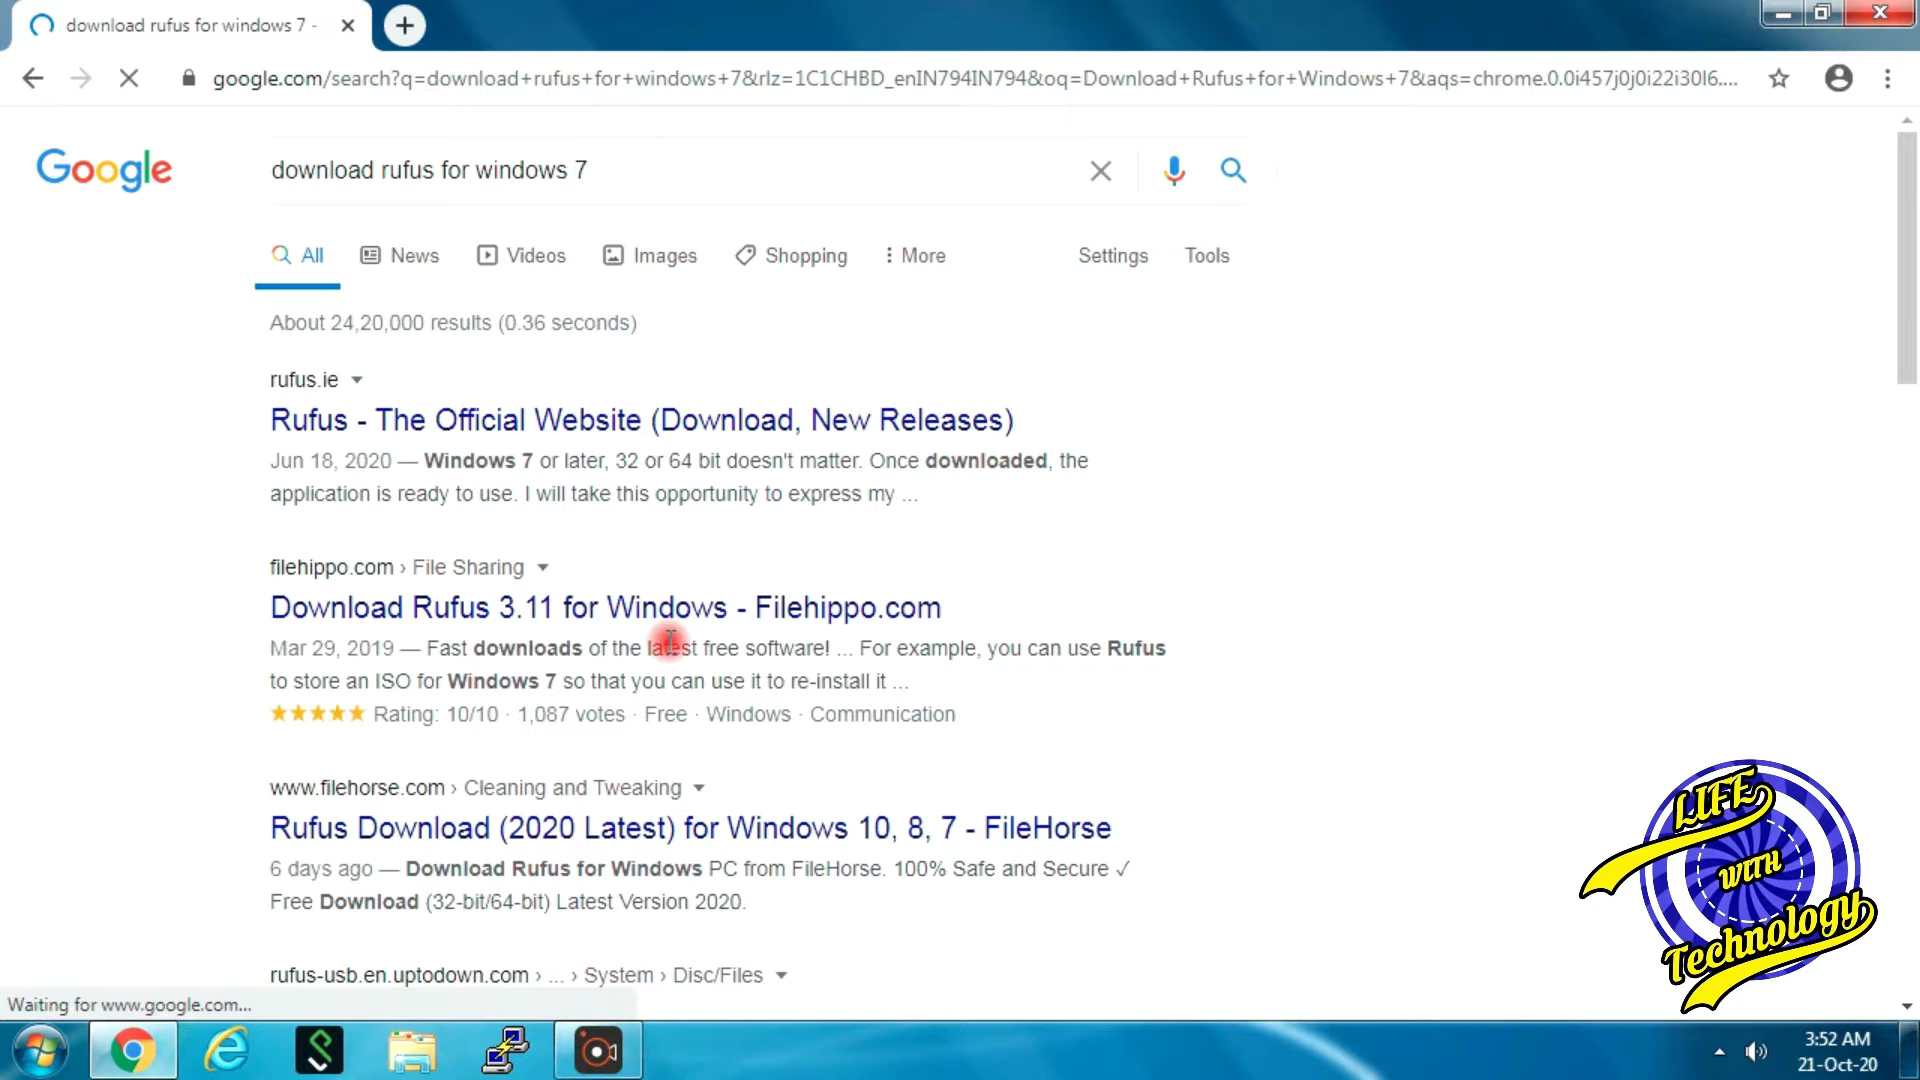 download rufus for windows 7 -
google.com/search?q=download+rufus+for+windows+7&rlz=1C1CHBD_enIN794IN794&oq=Download+Rufus+for+Windows+7&aqs=chrome.0.0i457j0j0i22i30l6....
Google
download rufus for windows 7
All News Videos Images Shopping More Settings Tools
About 24,20,000 results (0.36 seconds)
rufus.ie
Rufus - The Official Website (Download, New Releases)
Jun 18, 2020 — Windows 7 or later, 32 or 64 bit doesn't matter. Once downloaded, the
application is ready to use. I will take this opportunity to express my ...
filehippo.com › File Sharing
Download Rufus 3.11 for Windows - Filehippo.com
Mar 29, 2019 — Fast downloads of the latest free software! ... For example, you can use Rufus
to store an ISO for Windows 7 so that you can use it to re-install it ...
Rating: 10/10 · 1,087 votes · Free · Windows · Communication
www.filehorse.com › Cleaning and Tweaking
Rufus Download (2020 Latest) for Windows 10, 8, 7 - FileHorse
6 days ago — Download Rufus for Windows PC from FileHorse. 100% Safe and Secure ✓
Free Download (32-bit/64-bit) Latest Version 2020.
rufus-usb.en.uptodown.com › ... › System › Disc/Files
Waiting for www.google.com...
LIFE
WITH
Technology
3:52 AM
21-Oct-20